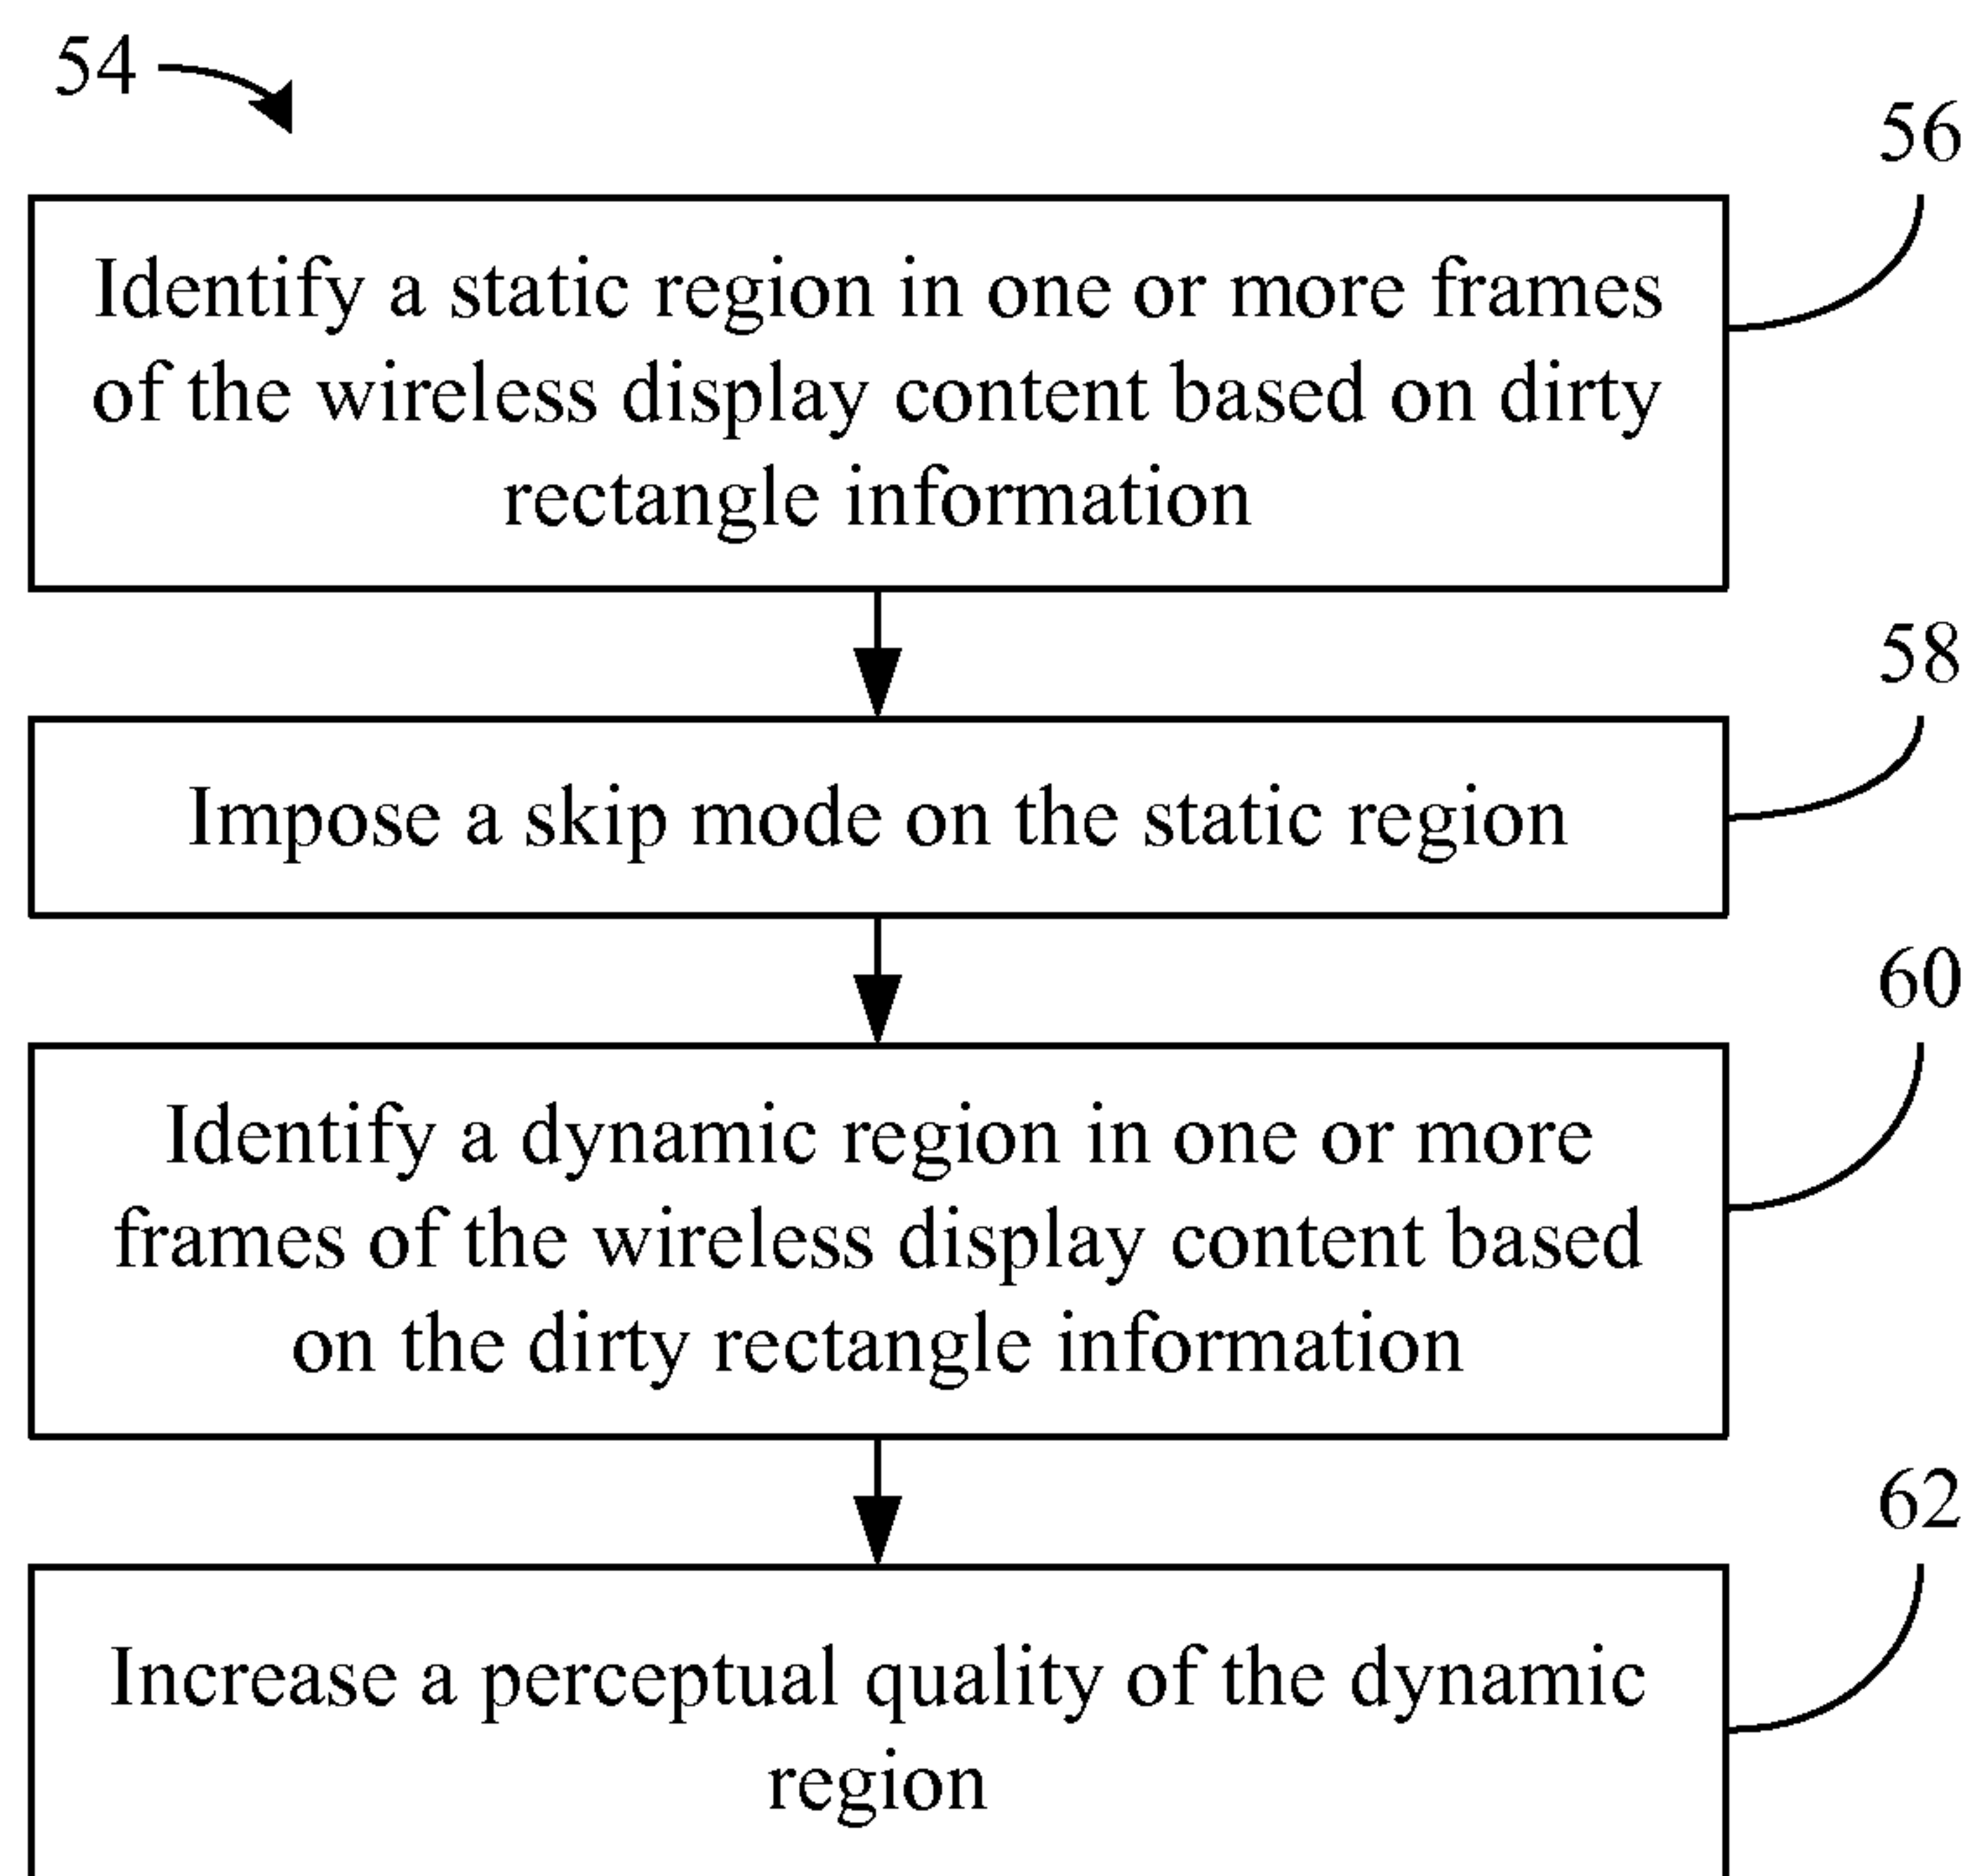 54
56
Identify a static region in one or more frames
of the wireless display content based on dirty
rectangle information
58
Impose a skip mode on the static region
60
Identify a dynamic region in one or more
frames of the wireless display content based
on the dirty rectangle information
62
Increase a perceptual quality of the dynamic
region